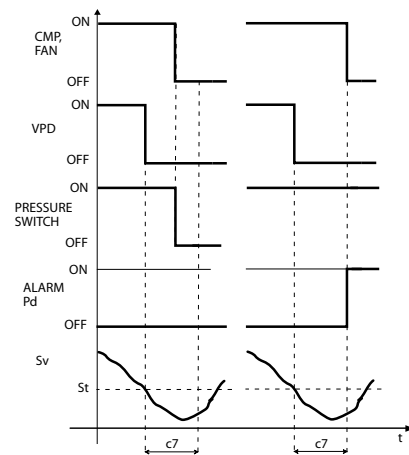 CMP,
FAN
ON
OFF
VPD
ON
OFF
PRESSURE
SWITCH
ON
OFF
ALARM
Pd
ON
OFF
Sv
St
t
c7
c7